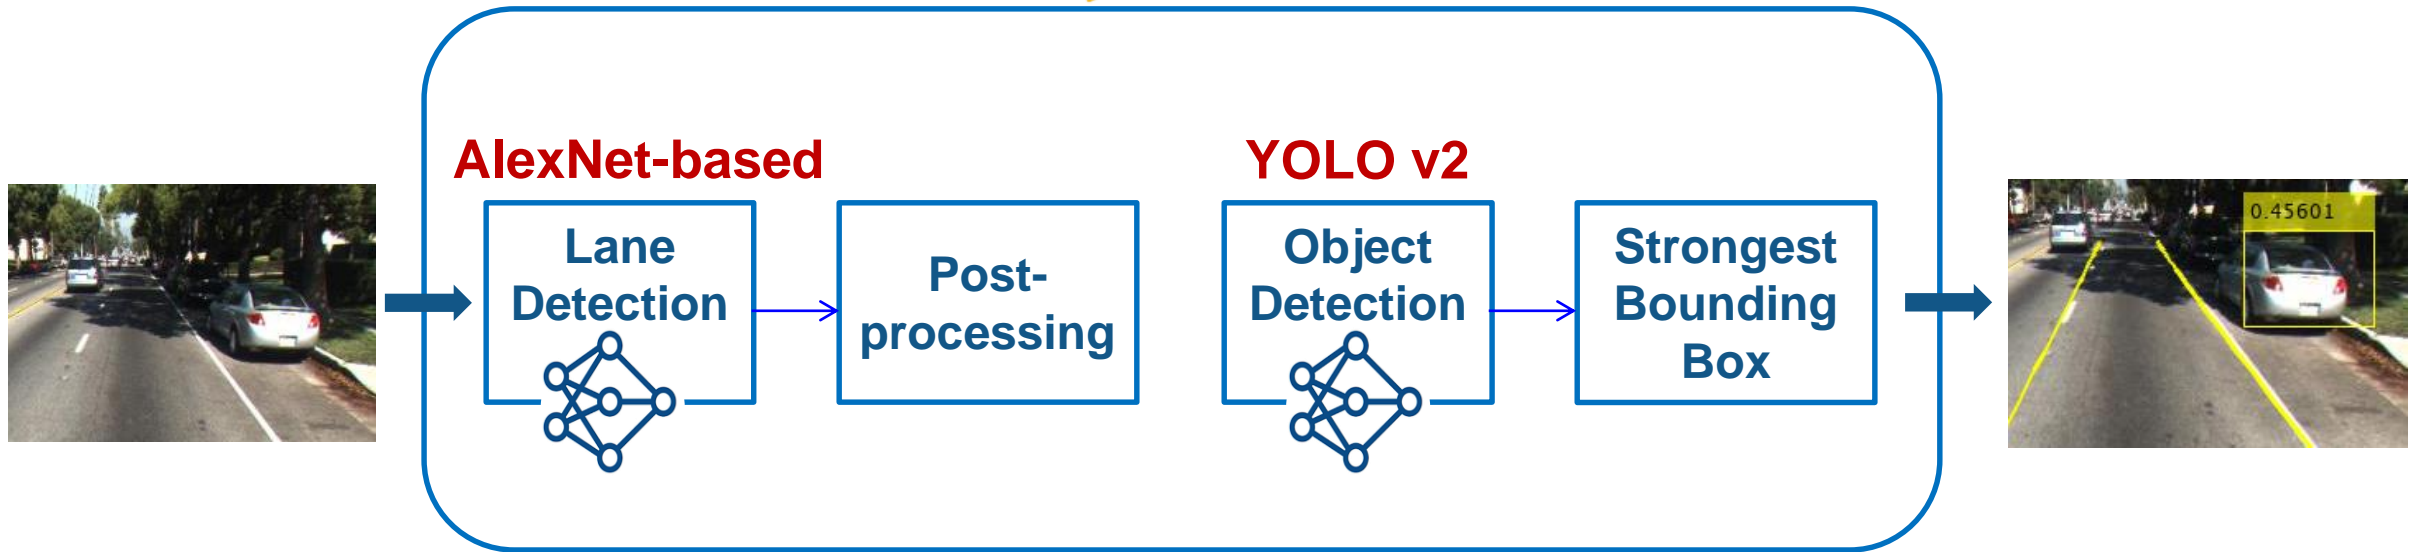 AlexNet-based
YOLO v2
Lane
Detection
Post-
processing
Object
Detection
Strongest
Bounding
Box
0.45601